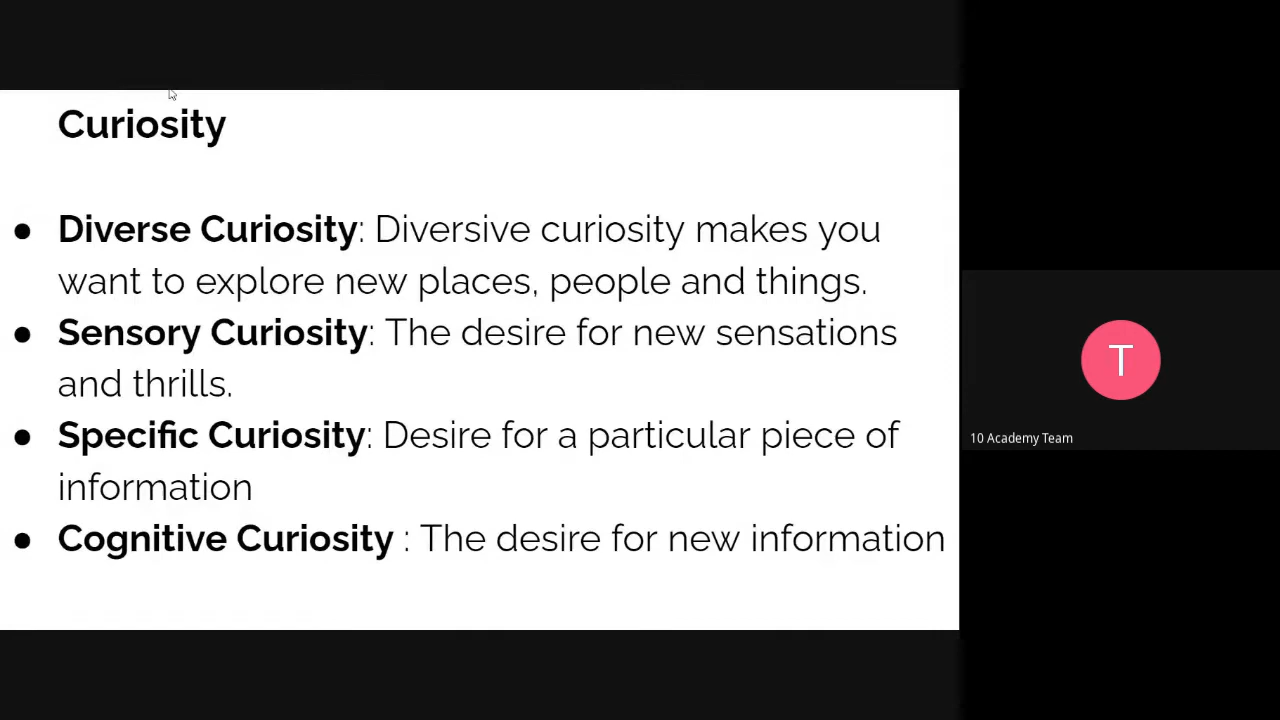 Curiosity
● Diverse Curiosity: Diversive curiosity makes you
want to explore new places, people and things.
● Sensory Curiosity: The desire for new sensations
and thrills.
● Specific Curiosity: Desire for a particular piece of
information
● Cognitive Curiosity : The desire for new information
T
10 Academy Team